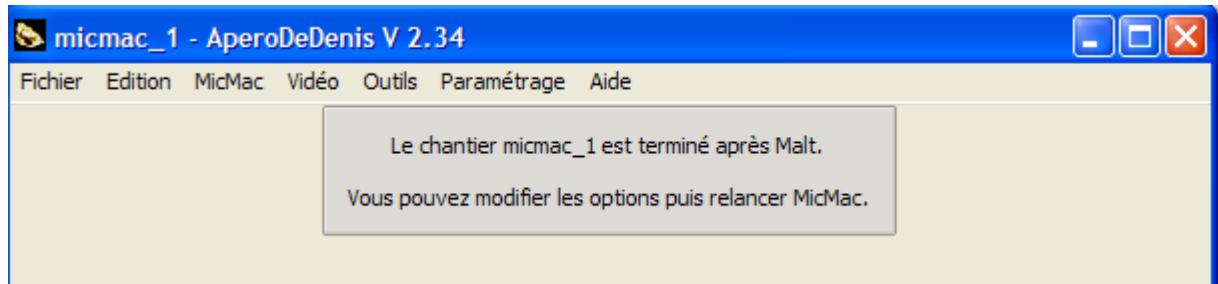 micmac_1 - AperoDeDenis V 2.34
Fichier Edition MicMac Vidéo Outils Paramétrage Aide
Le chantier micmac_1 est terminé après Malt.
Vous pouvez modifier les options puis relancer MicMac.